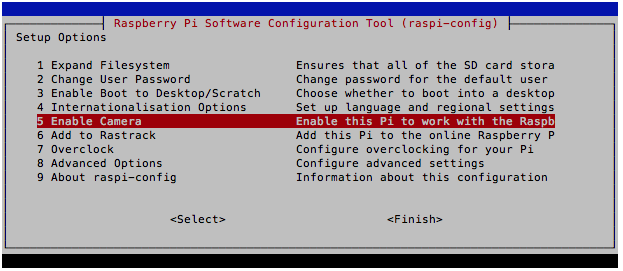 Raspberry Pi Software Configuration Tool (raspi-config)
Setup Options
1 Expand Filesystem Ensures that all of the SD card stora
2 Change User Password Change password for the default user
3 Enable Boot to Desktop/Scratch Choose whether to boot into a desktop
4 Internationalisation Options Set up language and regional settings
5 Enable Camera Enable this Pi to work with the Raspb
6 Add to Rastrack Add this Pi to the online Raspberry P
7 Overclock Configure overclocking for your Pi
8 Advanced Options Configure advanced settings
9 About raspi-config Information about this configuration
<Select> <Finish>